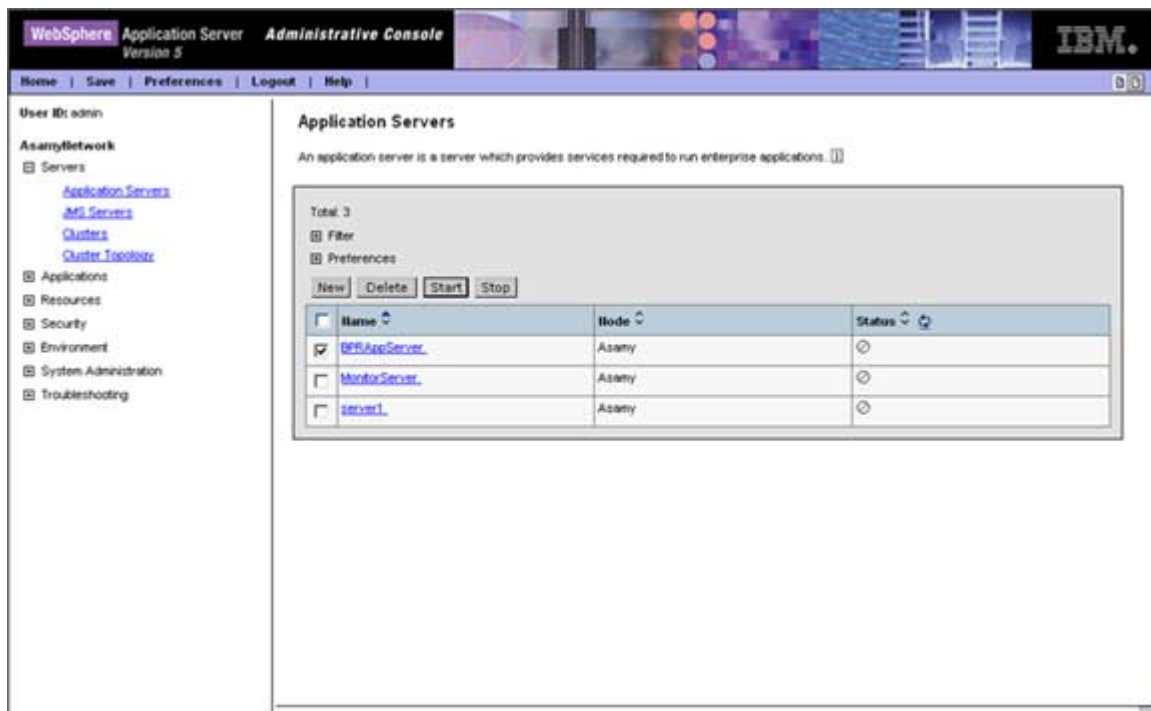 WebSphere Application Server Administrative Console
Version 5
IBM.
Home | Save | Preferences | Logout | Help |
User ID: admin
AsamyNetwork
Servers
Application Servers
JMS Servers
Clusters
Cluster Topology
Applications
Resources
Security
Environment
System Administration
Troubleshooting
Application Servers
An application server is a server which provides services required to run enterprise applications. i
Total: 3
Filter
Preferences
New Delete Start Stop
Name Node Status
BPRAppServer Asamy
MonitorServer Asamy
server1 Asamy